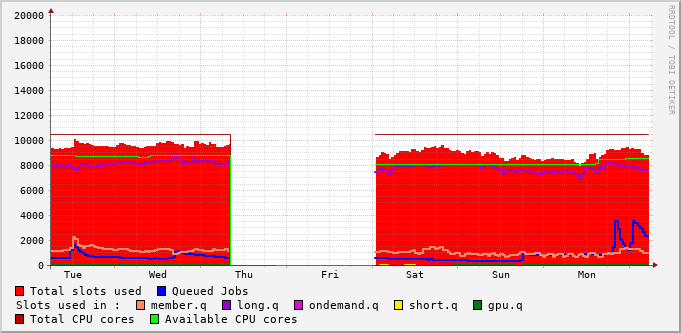 20000
18000
16000
14000
12000
10000
8000
6000
4000
2000
0
Tue Wed Thu Fri Sat Sun Mon
RRDTOOL / TOBI OETIKER
Total slots used Queued Jobs
Slots used in : member.q long.q ondemand.q short.q gpu.q
Total CPU cores Available CPU cores